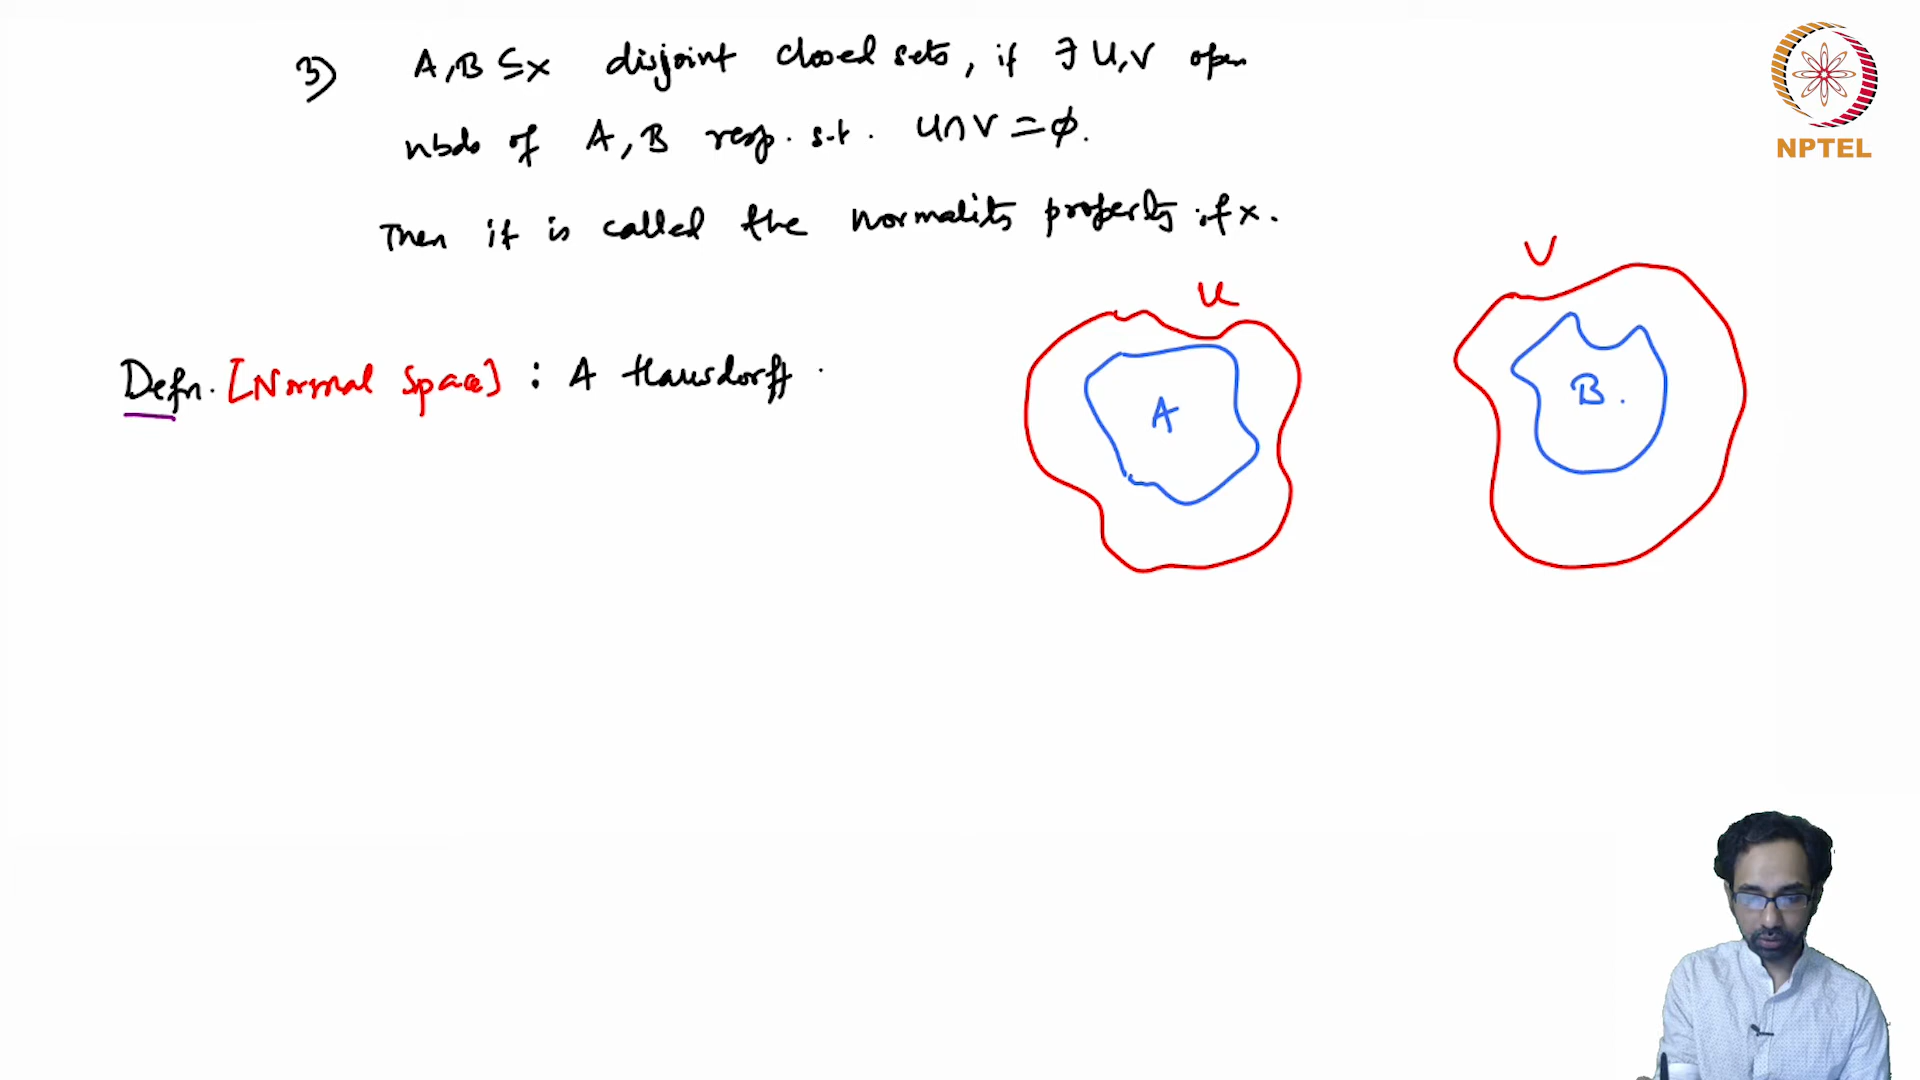 3) A, B ⊆ X disjoint closed sets, if ∃ U, V open
nbds of A, B resp. s.t. U ∩ V = ϕ.
Then it is called the normality property if X.
Defn. [Normal Space] : A Hausdorff
U
V
A
B.
NPTEL